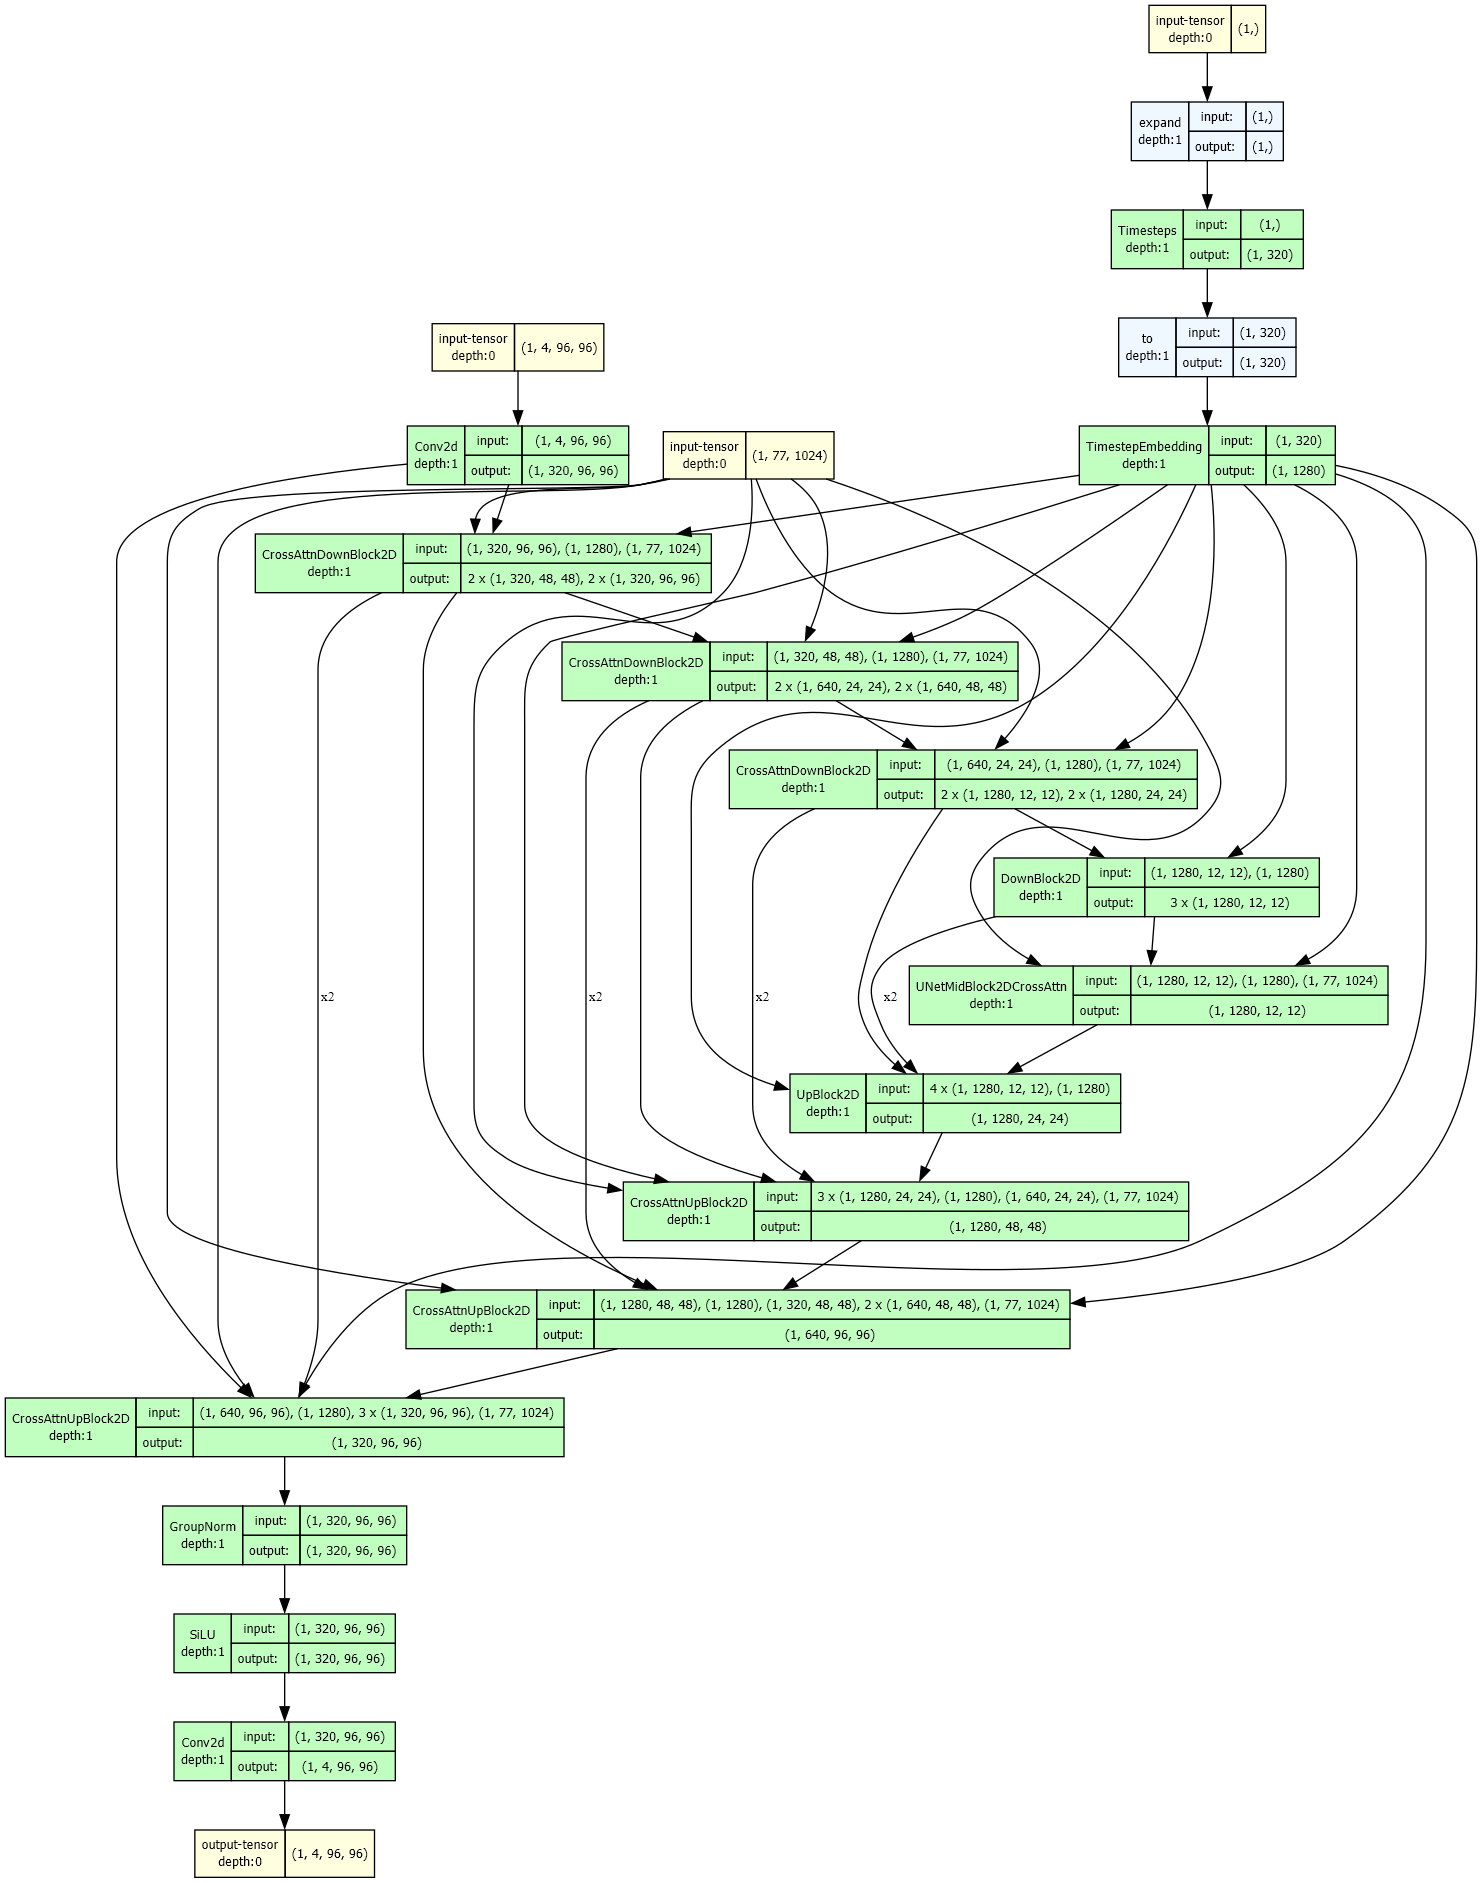 input-tensor
depth:0
(1,)
expand
depth:1
input:
(1,)
output:
(1,)
Timesteps
depth:1
input:
(1,)
output:
(1, 320)
input-tensor
depth:0
(1, 4, 96, 96)
to
depth:1
input:
(1, 320)
output:
(1, 320)
Conv2d
depth:1
input:
(1, 4, 96, 96)
output:
(1, 320, 96, 96)
input-tensor
depth:0
(1, 77, 1024)
TimestepEmbedding
depth:1
input:
(1, 320)
output:
(1, 1280)
CrossAttnDownBlock2D
depth:1
input:
(1, 320, 96, 96), (1, 1280), (1, 77, 1024)
output:
2 x (1, 320, 48, 48), 2 x (1, 320, 96, 96)
CrossAttnDownBlock2D
depth:1
input:
(1, 320, 48, 48), (1, 1280), (1, 77, 1024)
output:
2 x (1, 640, 24, 24), 2 x (1, 640, 48, 48)
CrossAttnDownBlock2D
depth:1
input:
(1, 640, 24, 24), (1, 1280), (1, 77, 1024)
output:
2 x (1, 1280, 12, 12), 2 x (1, 1280, 24, 24)
DownBlock2D
depth:1
input:
(1, 1280, 12, 12), (1, 1280)
output:
3 x (1, 1280, 12, 12)
x2
x2
x2
x2
UNetMidBlock2DCrossAttn
depth:1
input:
(1, 1280, 12, 12), (1, 1280), (1, 77, 1024)
output:
(1, 1280, 12, 12)
UpBlock2D
depth:1
input:
4 x (1, 1280, 12, 12), (1, 1280)
output:
(1, 1280, 24, 24)
CrossAttnUpBlock2D
depth:1
input:
3 x (1, 1280, 24, 24), (1, 1280), (1, 640, 24, 24), (1, 77, 1024)
output:
(1, 1280, 48, 48)
CrossAttnUpBlock2D
depth:1
input:
(1, 1280, 48, 48), (1, 1280), (1, 320, 48, 48), 2 x (1, 640, 48, 48), (1, 77, 1024)
output:
(1, 640, 96, 96)
CrossAttnUpBlock2D
depth:1
input:
(1, 640, 96, 96), (1, 1280), 3 x (1, 320, 96, 96), (1, 77, 1024)
output:
(1, 320, 96, 96)
GroupNorm
depth:1
input:
(1, 320, 96, 96)
output:
(1, 320, 96, 96)
SiLU
depth:1
input:
(1, 320, 96, 96)
output:
(1, 320, 96, 96)
Conv2d
depth:1
input:
(1, 320, 96, 96)
output:
(1, 4, 96, 96)
output-tensor
depth:0
(1, 4, 96, 96)